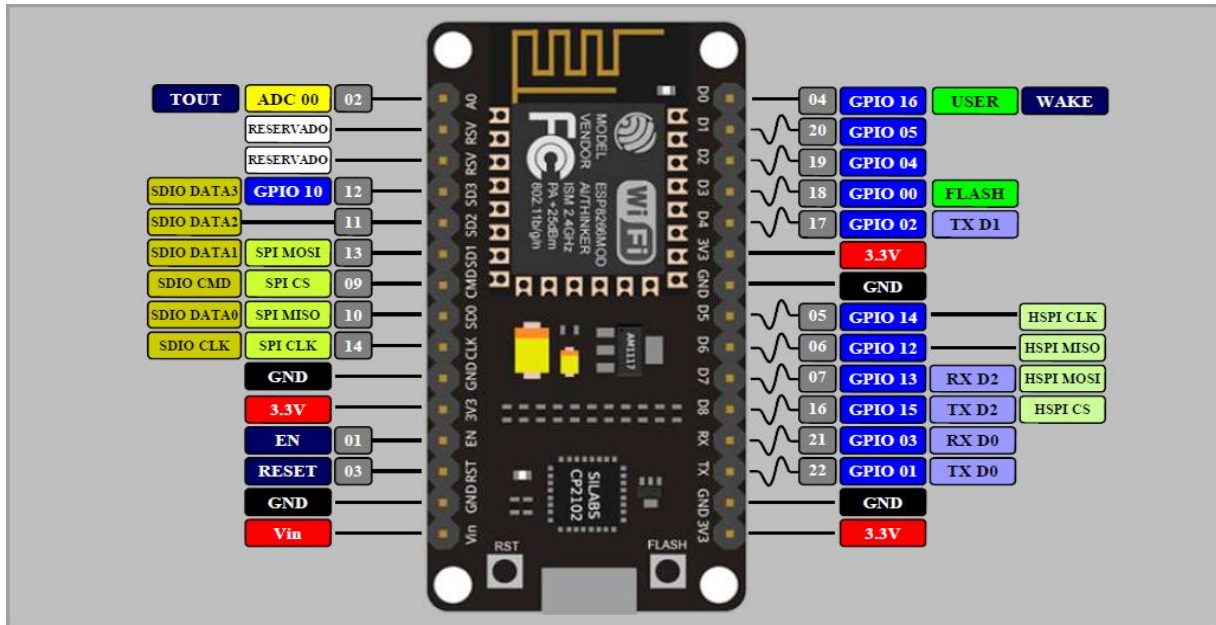 TOUT ADC 00 02 A0 D0 04 GPIO 16 USER WAKE
RESERVADO RSV D1 20 GPIO 05
RESERVADO RSV D2 19 GPIO 04
SDIO DATA3 GPIO 10 12 SD3 D3 18 GPIO 00 FLASH
SDIO DATA2 11 SD2 D4 17 GPIO 02 TX D1
SDIO DATA1 SPI MOSI 13 SD1 3V3 3.3V
SDIO CMD SPI CS 09 CMD GND GND
SDIO DATA0 SPI MISO 10 SD0 D5 05 GPIO 14 HSPI CLK
SDIO CLK SPI CLK 14 CLK D6 06 GPIO 12 HSPI MISO
GND GND D7 07 GPIO 13 RX D2 HSPI MOSI
3.3V 3V3 D8 16 GPIO 15 TX D2 HSPI CS
EN 01 EN RX 21 GPIO 03 RX D0
RESET 03 RST TX 22 GPIO 01 TX D0
GND GND GND GND
Vin Vin 3V3 3.3V
MODEL ESP8266MOD
VENDOR AI/THINKER
ISM 2.4GHz
PA +25dBm
802.11b/g/n
FC
Wi Fi
AM1117
SILABS
CP2102
RST
FLASH